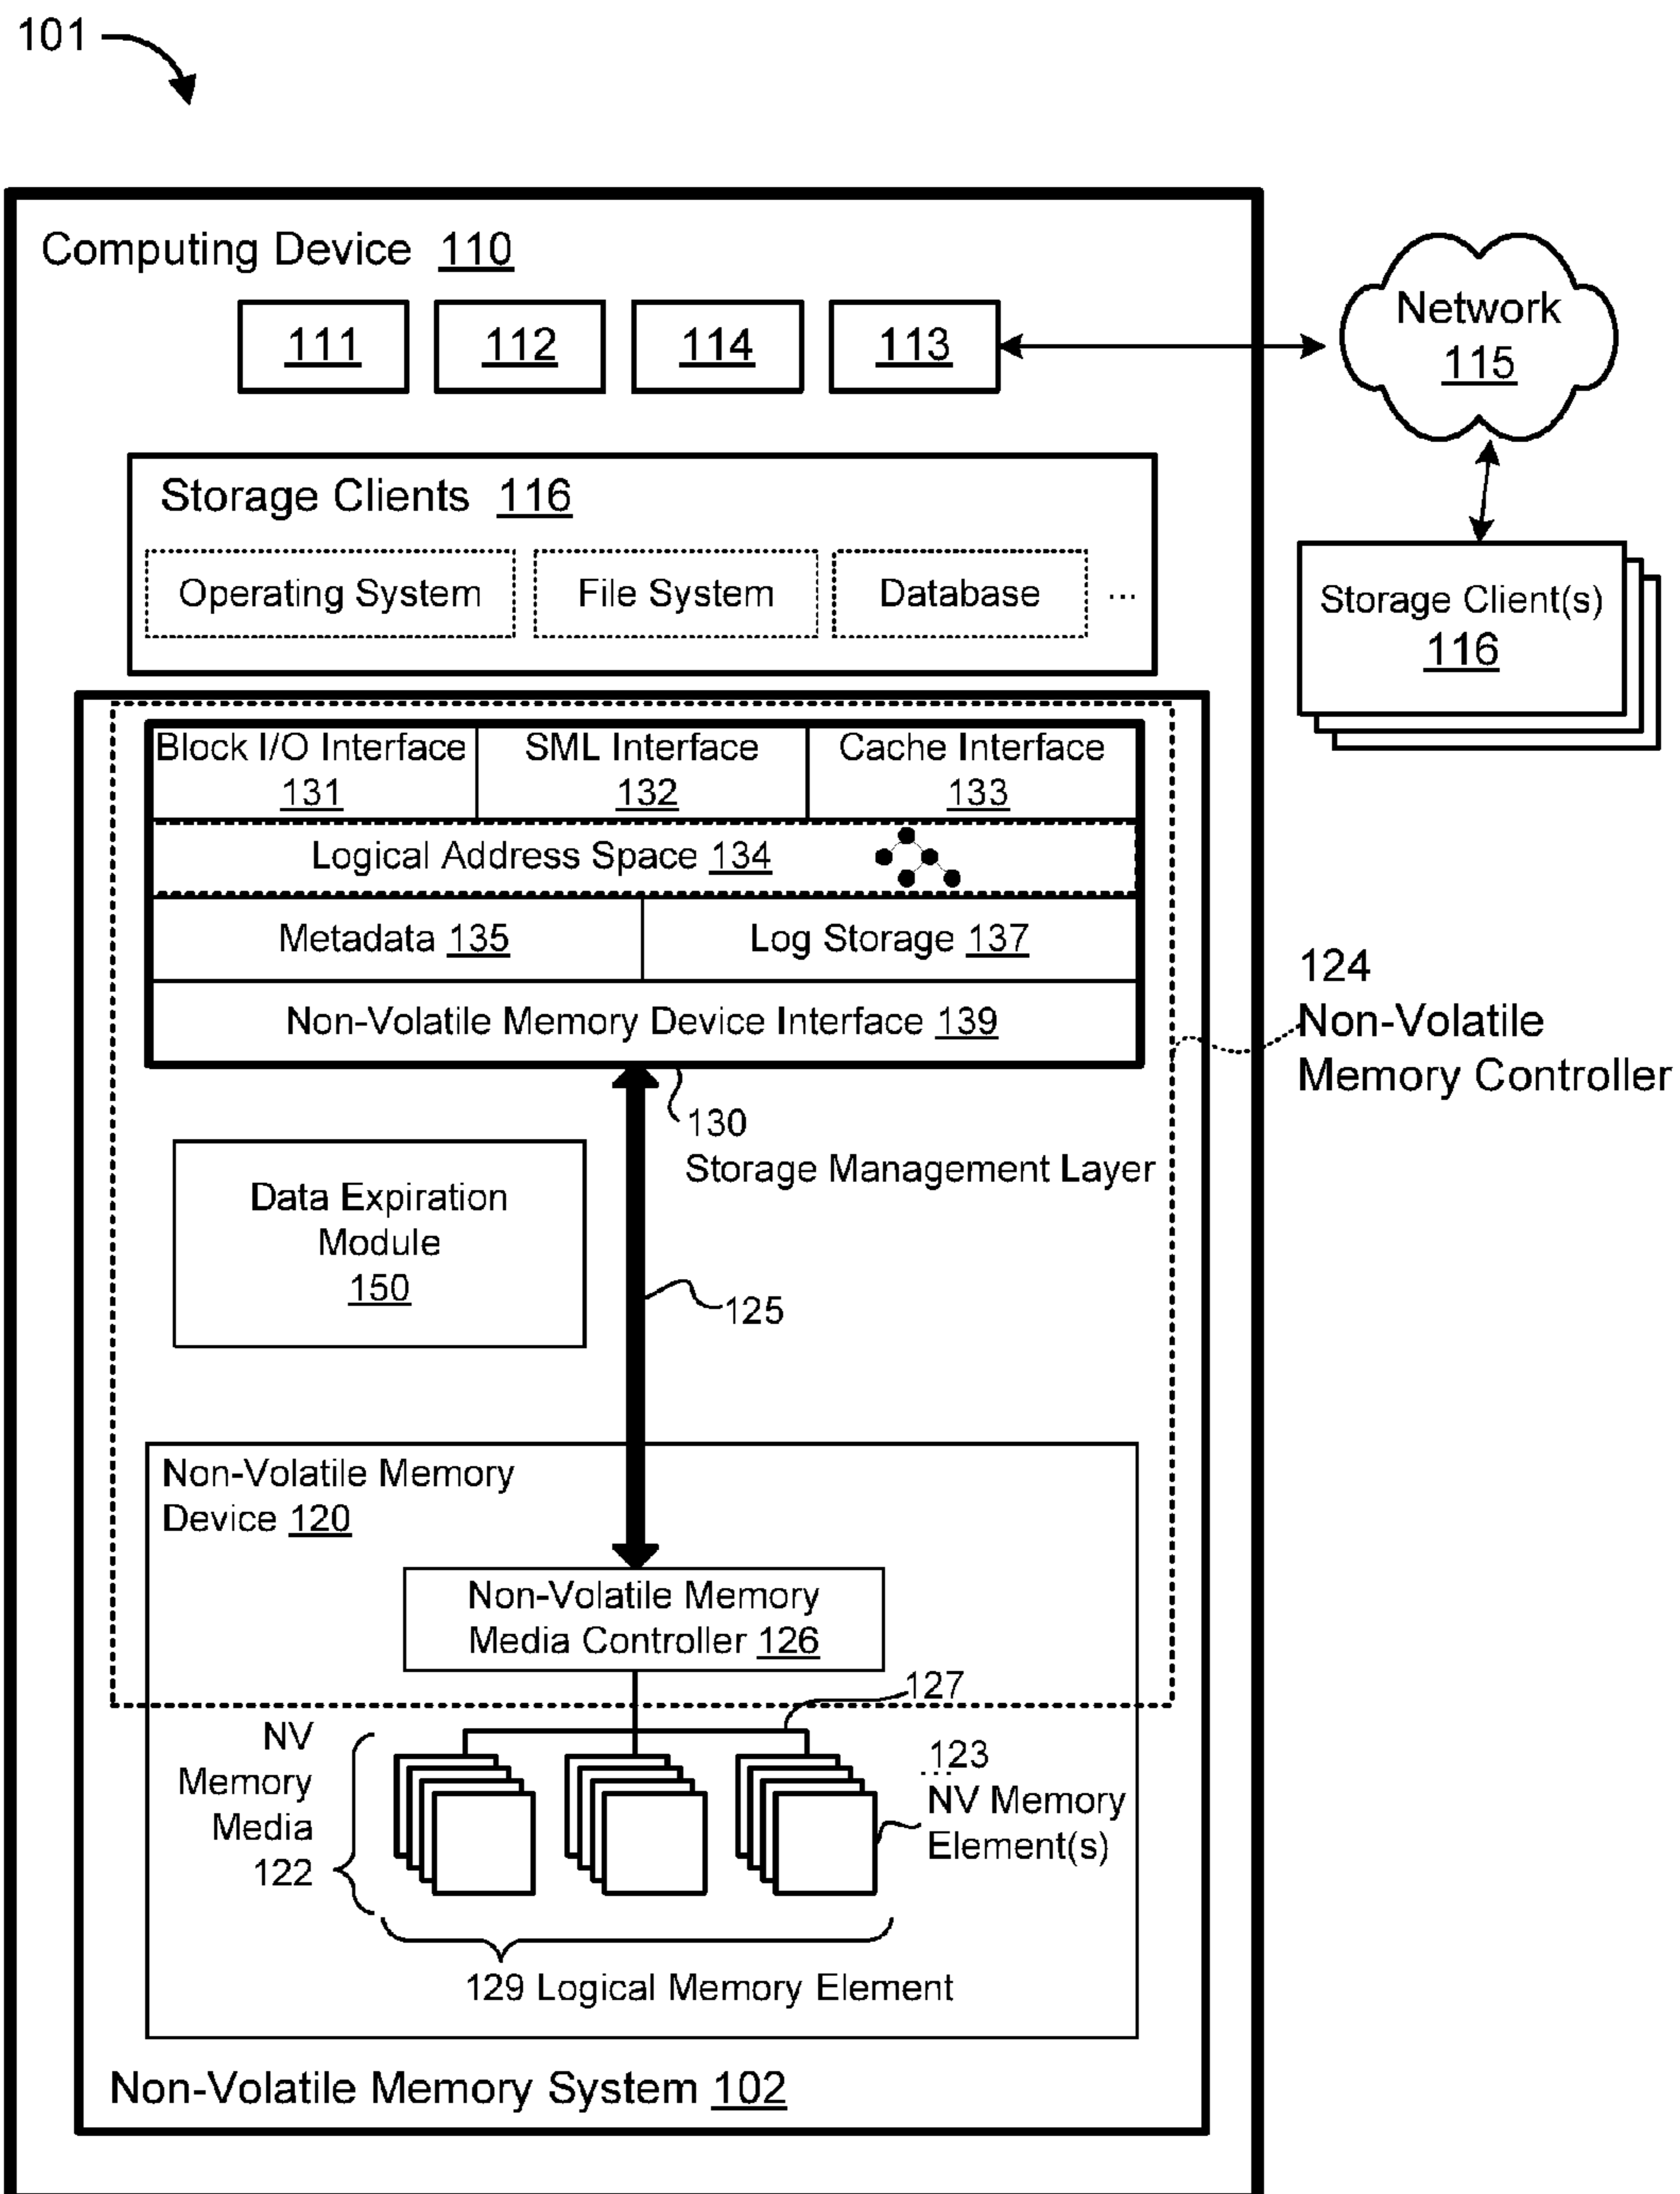 101
Computing Device 110
111 112 114 113
Network
115
Storage Clients 116
Operating System File System Database ...
Storage Client(s)
116
Block I/O Interface
131
SML Interface
132
Cache Interface
133
Logical Address Space 134
Metadata 135
Log Storage 137
Non-Volatile Memory Device Interface 139
124
Non-Volatile
Memory Controller
130
Storage Management Layer
Data Expiration
Module
150
125
Non-Volatile Memory
Device 120
Non-Volatile Memory
Media Controller 126
127
NV
Memory
Media
122
...
123
NV Memory
Element(s)
129 Logical Memory Element
Non-Volatile Memory System 102